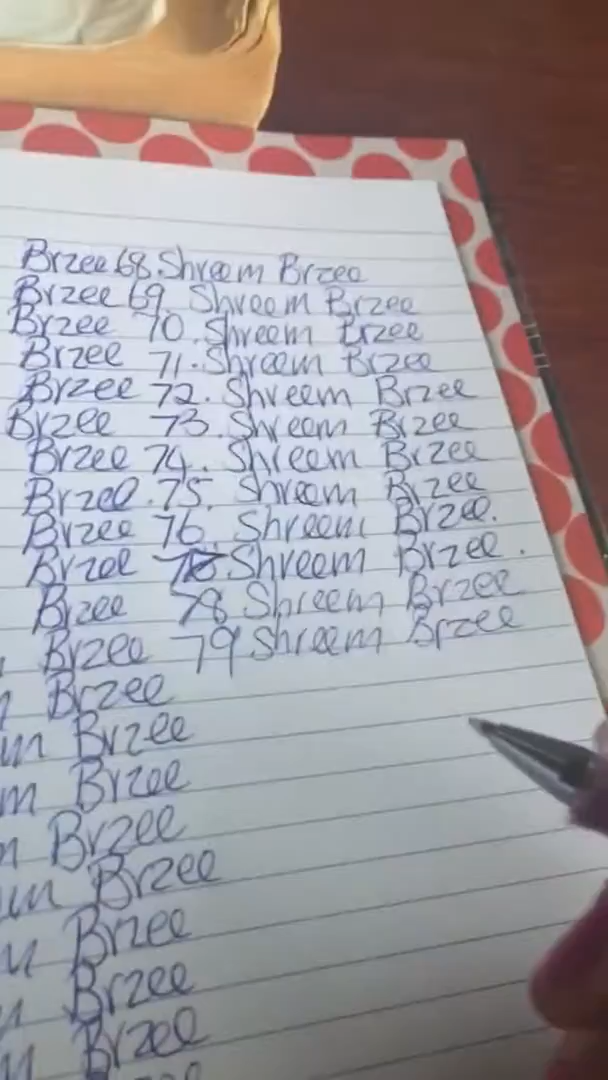 Brzee 68. Shreem Brzee
Brzee 69 Shreem Brzee
Brzee 70. Shreem Brzee
Brzee 71. Shreem Brzee
Brzee 72. Shreem Brzee
Brzee 73. Shreem Brzee
Brzee 74. Shreem Brzee
Brzee. 75. Shreem Brzee
Brzee 76. Shreem Brzee.
Brzee Shreem Brzee.
Brzee 78 Shreem Brzee
Brzee 79 Shreem Brzee
Brzee
Brzee
m Brzee
Brzee
Brzee
Brzee
Brzee
Brzee